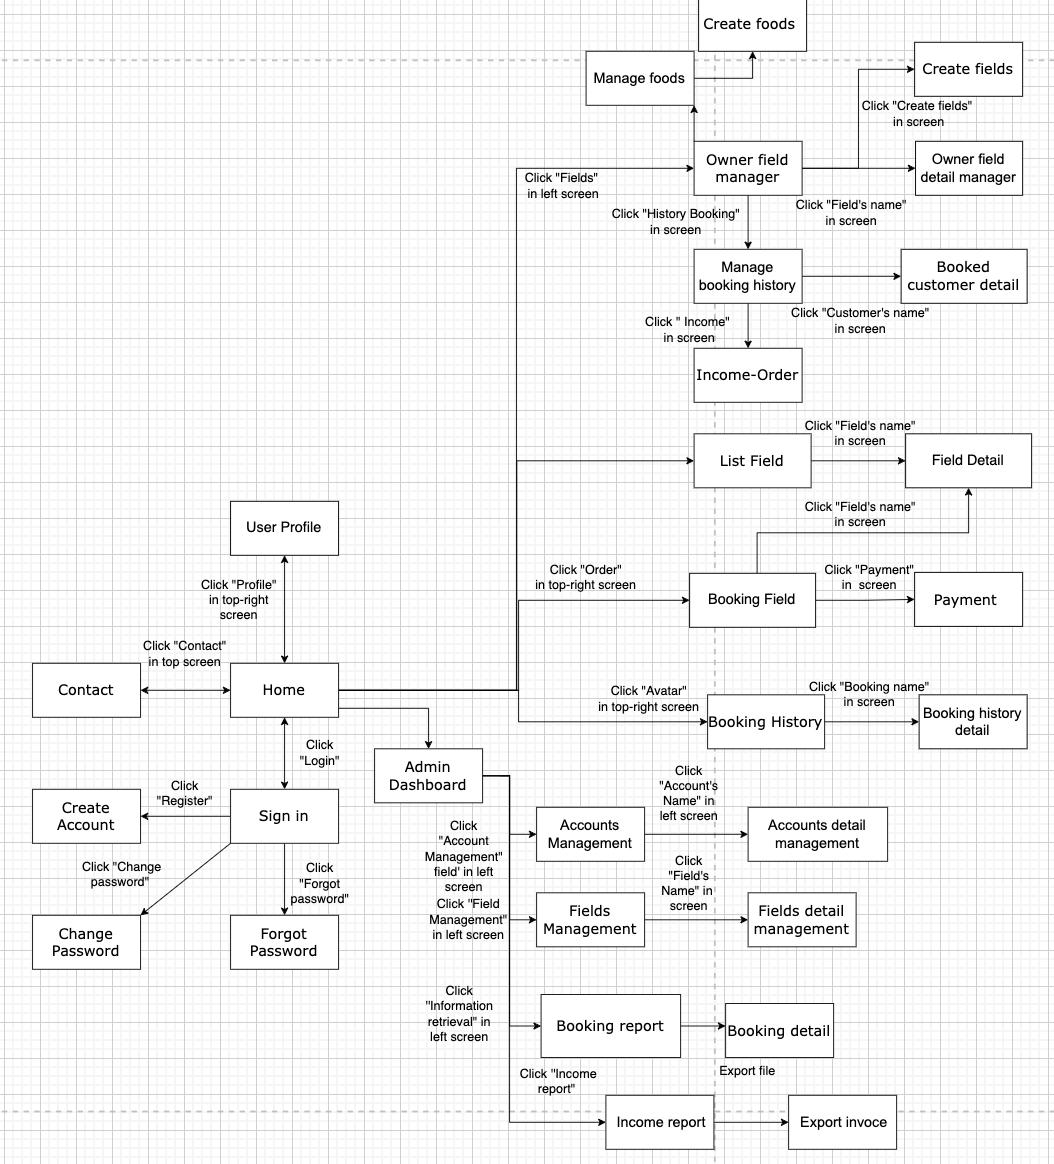 Create foods
Manage foods
Create fields
Click "Create fields"
in screen
Owner field
manager
Owner field
detail manager
Click "Fields"
in left screen
Click "Field's name"
in screen
Click "History Booking"
in screen
Manage
booking history
Booked
customer detail
Click " Income"
in screen
Click "Customer's name"
in screen
Income-Order
Click "Field's name"
in screen
List Field
Field Detail
Click "Field's name"
in screen
User Profile
Click "Order"
in top-right screen
Click "Payment"
in  screen
Booking Field
Payment
Click "Profile"
in top-right
screen
Click "Contact"
in top screen
Contact
Home
Click "Avatar"
in top-right screen
Click "Booking name"
in screen
Booking History
Booking history
detail
Click
"Login"
Admin
Dashboard
Click
"Register"
Create
Account
Sign in
Click
"Account's
Name" in
left screen
Click
"Account
Management"
field' in left
screen
Accounts
Management
Accounts detail
management
Click "Change
password"
Click
"Forgot
password"
Click
"Field's
Name" in
screen
Click "Field
Management"
in left screen
Fields
Management
Fields detail
management
Change
Password
Forgot
Password
Click
"Information
retrieval" in
left screen
Booking report
Booking detail
Click "Income
report"
Export file
Income report
Export invoce